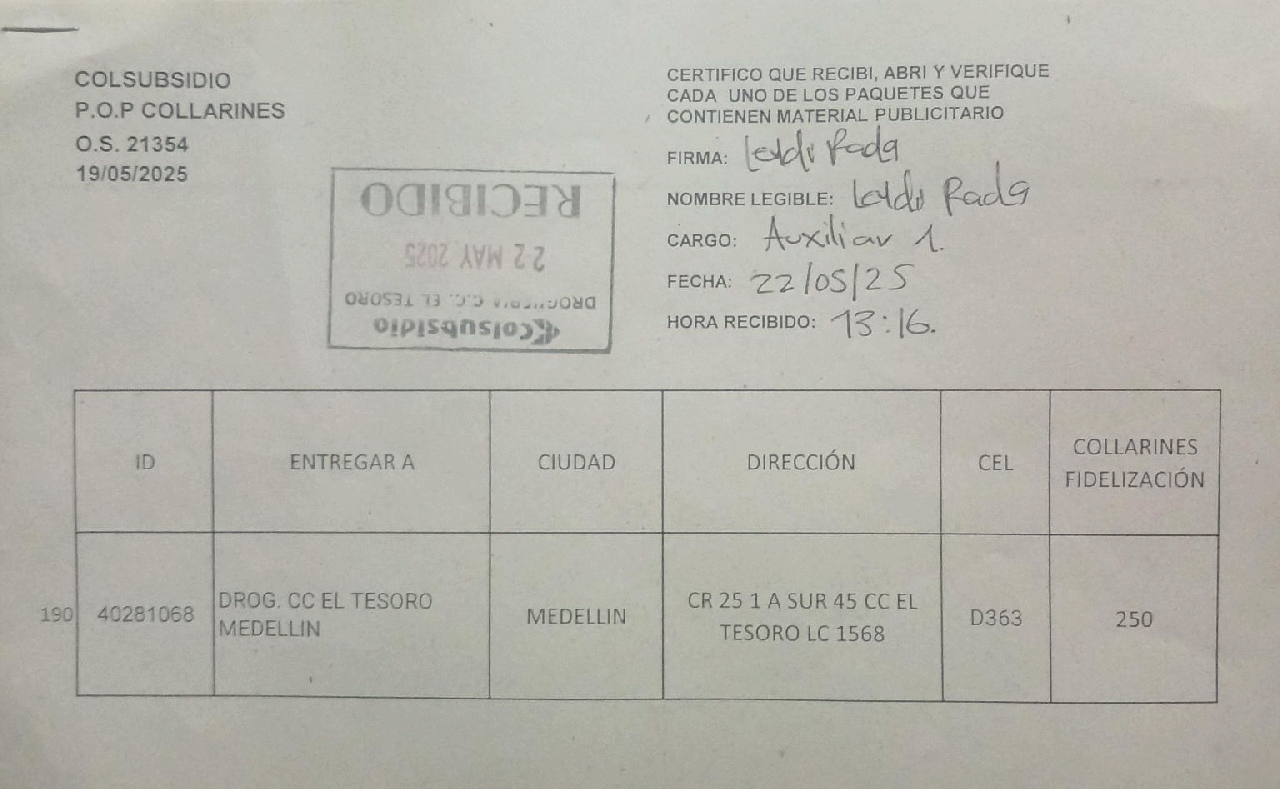 COLSUBSIDIO
P.O.P COLLARINES
O.S. 21354
19/05/2025
CERTIFICO QUE RECIBI, ABRI Y VERIFIQUE
CADA UNO DE LOS PAQUETES QUE
CONTIENEN MATERIAL PUBLICITARIO
FIRMA: Rada
NOMBRE LEGIBLE: Rada
CARGO: Auxiliar 1.
FECHA: 22/05/25
HORA RECIBIDO: 13:16.
Colsubsidio
DROGUERIA C.C. EL TESORO
22 MAY 2025
RECIBIDO
ID ENTREGAR A CIUDAD DIRECCIÓN CEL COLLARINES FIDELIZACIÓN
190 40281068 DROG. CC EL TESORO MEDELLIN MEDELLIN CR 25 1 A SUR 45 CC EL TESORO LC 1568 D363 250